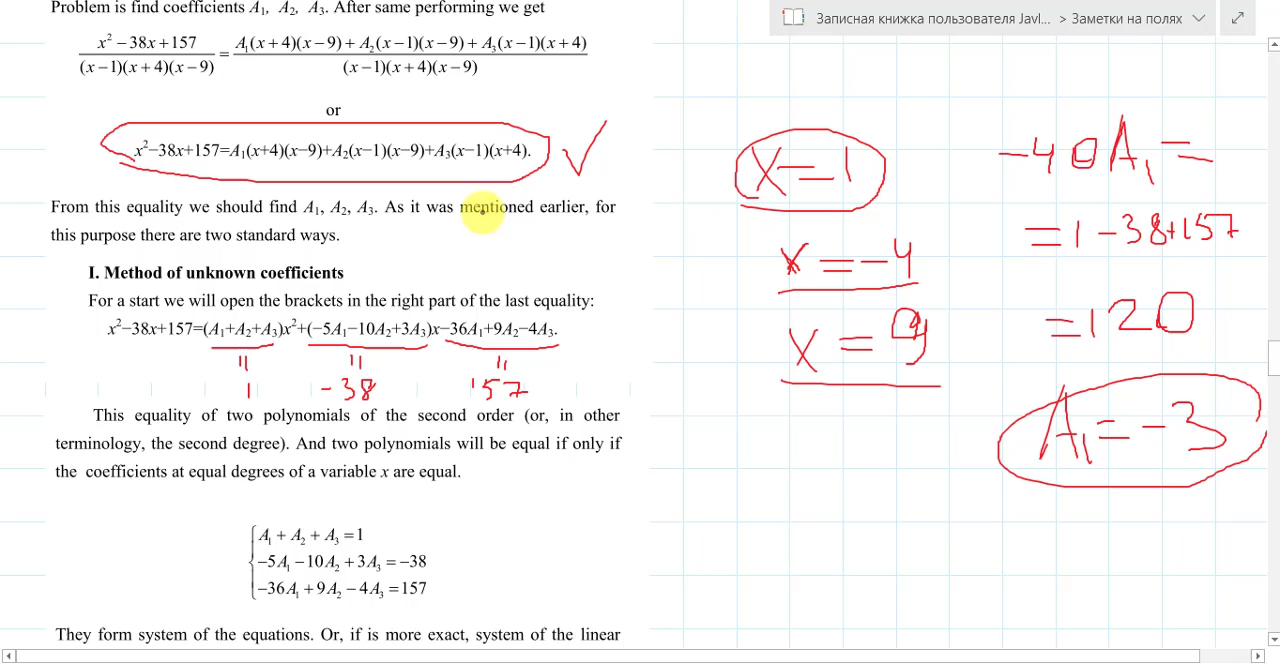 Problem is find coefficients A₁, A₂, A₃. After same performing we get
x² − 38x + 157 / (x − 1)(x + 4)(x − 9) = A₁(x + 4)(x − 9) + A₂(x − 1)(x − 9) + A₃(x − 1)(x + 4) / (x − 1)(x + 4)(x − 9)
or
x²−38x+157=A₁(x+4)(x−9)+A₂(x−1)(x−9)+A₃(x−1)(x+4).
From this equality we should find A₁, A₂, A₃. As it was mentioned earlier, for
this purpose there are two standard ways.
I. Method of unknown coefficients
For a start we will open the brackets in the right part of the last equality:
x²−38x+157=(A₁+A₂+A₃)x²+(−5A₁−10A₂+3A₃)x−36A₁+9A₂−4A₃.
= = =
1 -38 157
This equality of two polynomials of the second order (or, in other
terminology, the second degree). And two polynomials will be equal if only if
the coefficients at equal degrees of a variable x are equal.
A₁ + A₂ + A₃ = 1
−5A₁ − 10A₂ + 3A₃ = −38
−36A₁ + 9A₂ − 4A₃ = 157
They form system of the equations. Or, if is more exact, system of the linear
Записная книжка пользователя Javl... > Заметки на полях
x = 1
x = -4
x = 9
-40A₁ =
= 1 - 38+157
= 120
A₁ = -3